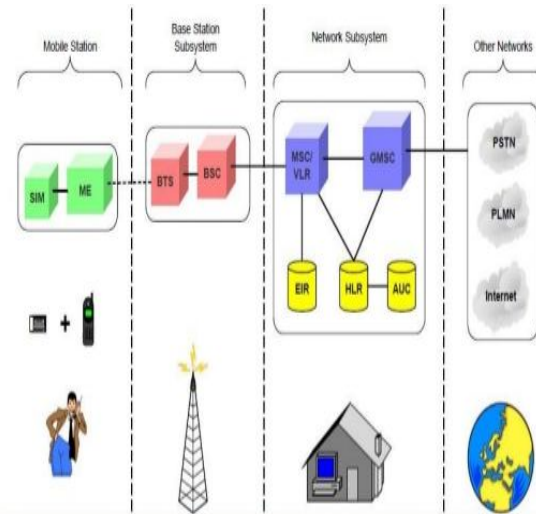 Mobile Station
Base Station
Subsystem
Network Subsystem
Other Networks
SIM
ME
BTS
BSC
MSC/
VLR
GMSC
EIR
HLR
AUC
PSTN
PLMN
Internet